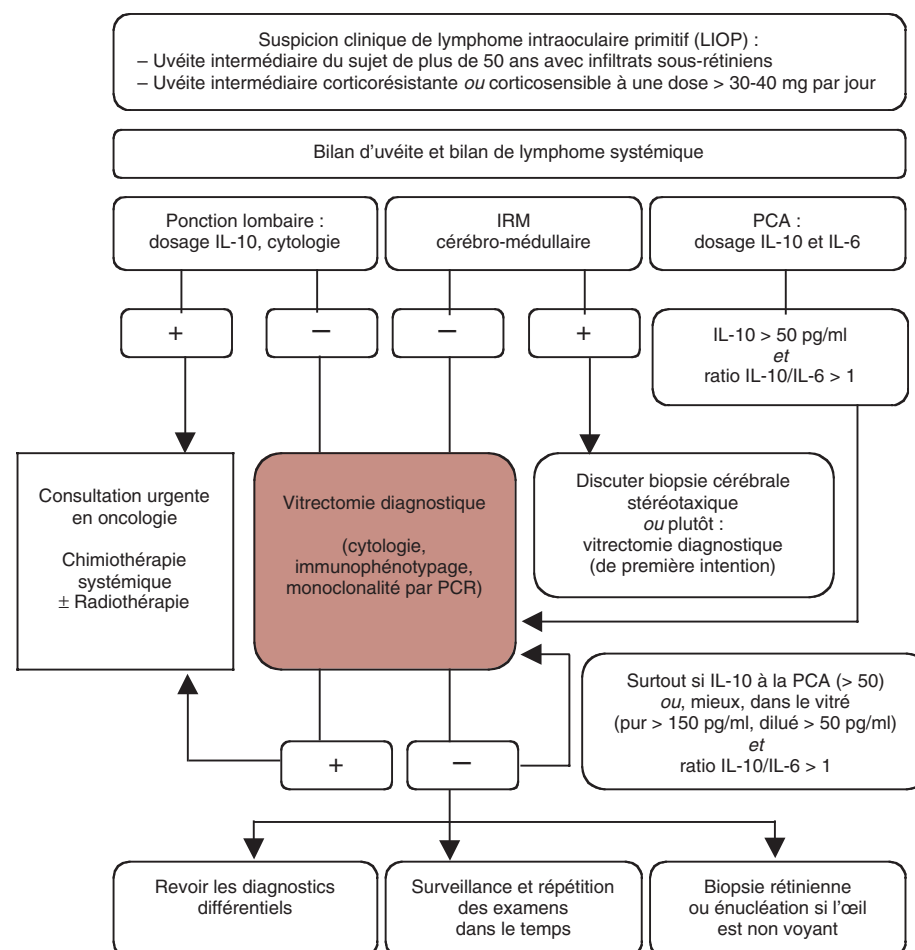 Suspicion clinique de lymphome intraoculaire primitif (LIOP) :
– Uvéite intermédiaire du sujet de plus de 50 ans avec infiltrats sous-rétiniens
– Uvéite intermédiaire corticorésistante ou corticosensible à une dose > 30-40 mg par jour
Bilan d'uvéite et bilan de lymphome systémique
Ponction lombaire :
dosage IL-10, cytologie
IRM
cérébro-médullaire
PCA :
dosage IL-10 et IL-6
+
–
–
+
IL-10 > 50 pg/ml
et
ratio IL-10/IL-6 > 1
Consultation urgente
en oncologie
Chimiothérapie
systémique
± Radiothérapie
Vitrectomie diagnostique
(cytologie,
immunophénotypage,
monoclonalité par PCR)
Discuter biopsie cérébrale
stéréotaxique
ou plutôt :
vitrectomie diagnostique
(de première intention)
Surtout si IL-10 à la PCA (> 50)
ou, mieux, dans le vitré
(pur > 150 pg/ml, dilué > 50 pg/ml)
et
ratio IL-10/IL-6 > 1
+
–
Revoir les diagnostics
différentiels
Surveillance et répétition
des examens
dans le temps
Biopsie rétinienne
ou énucléation si l'œil
est non voyant